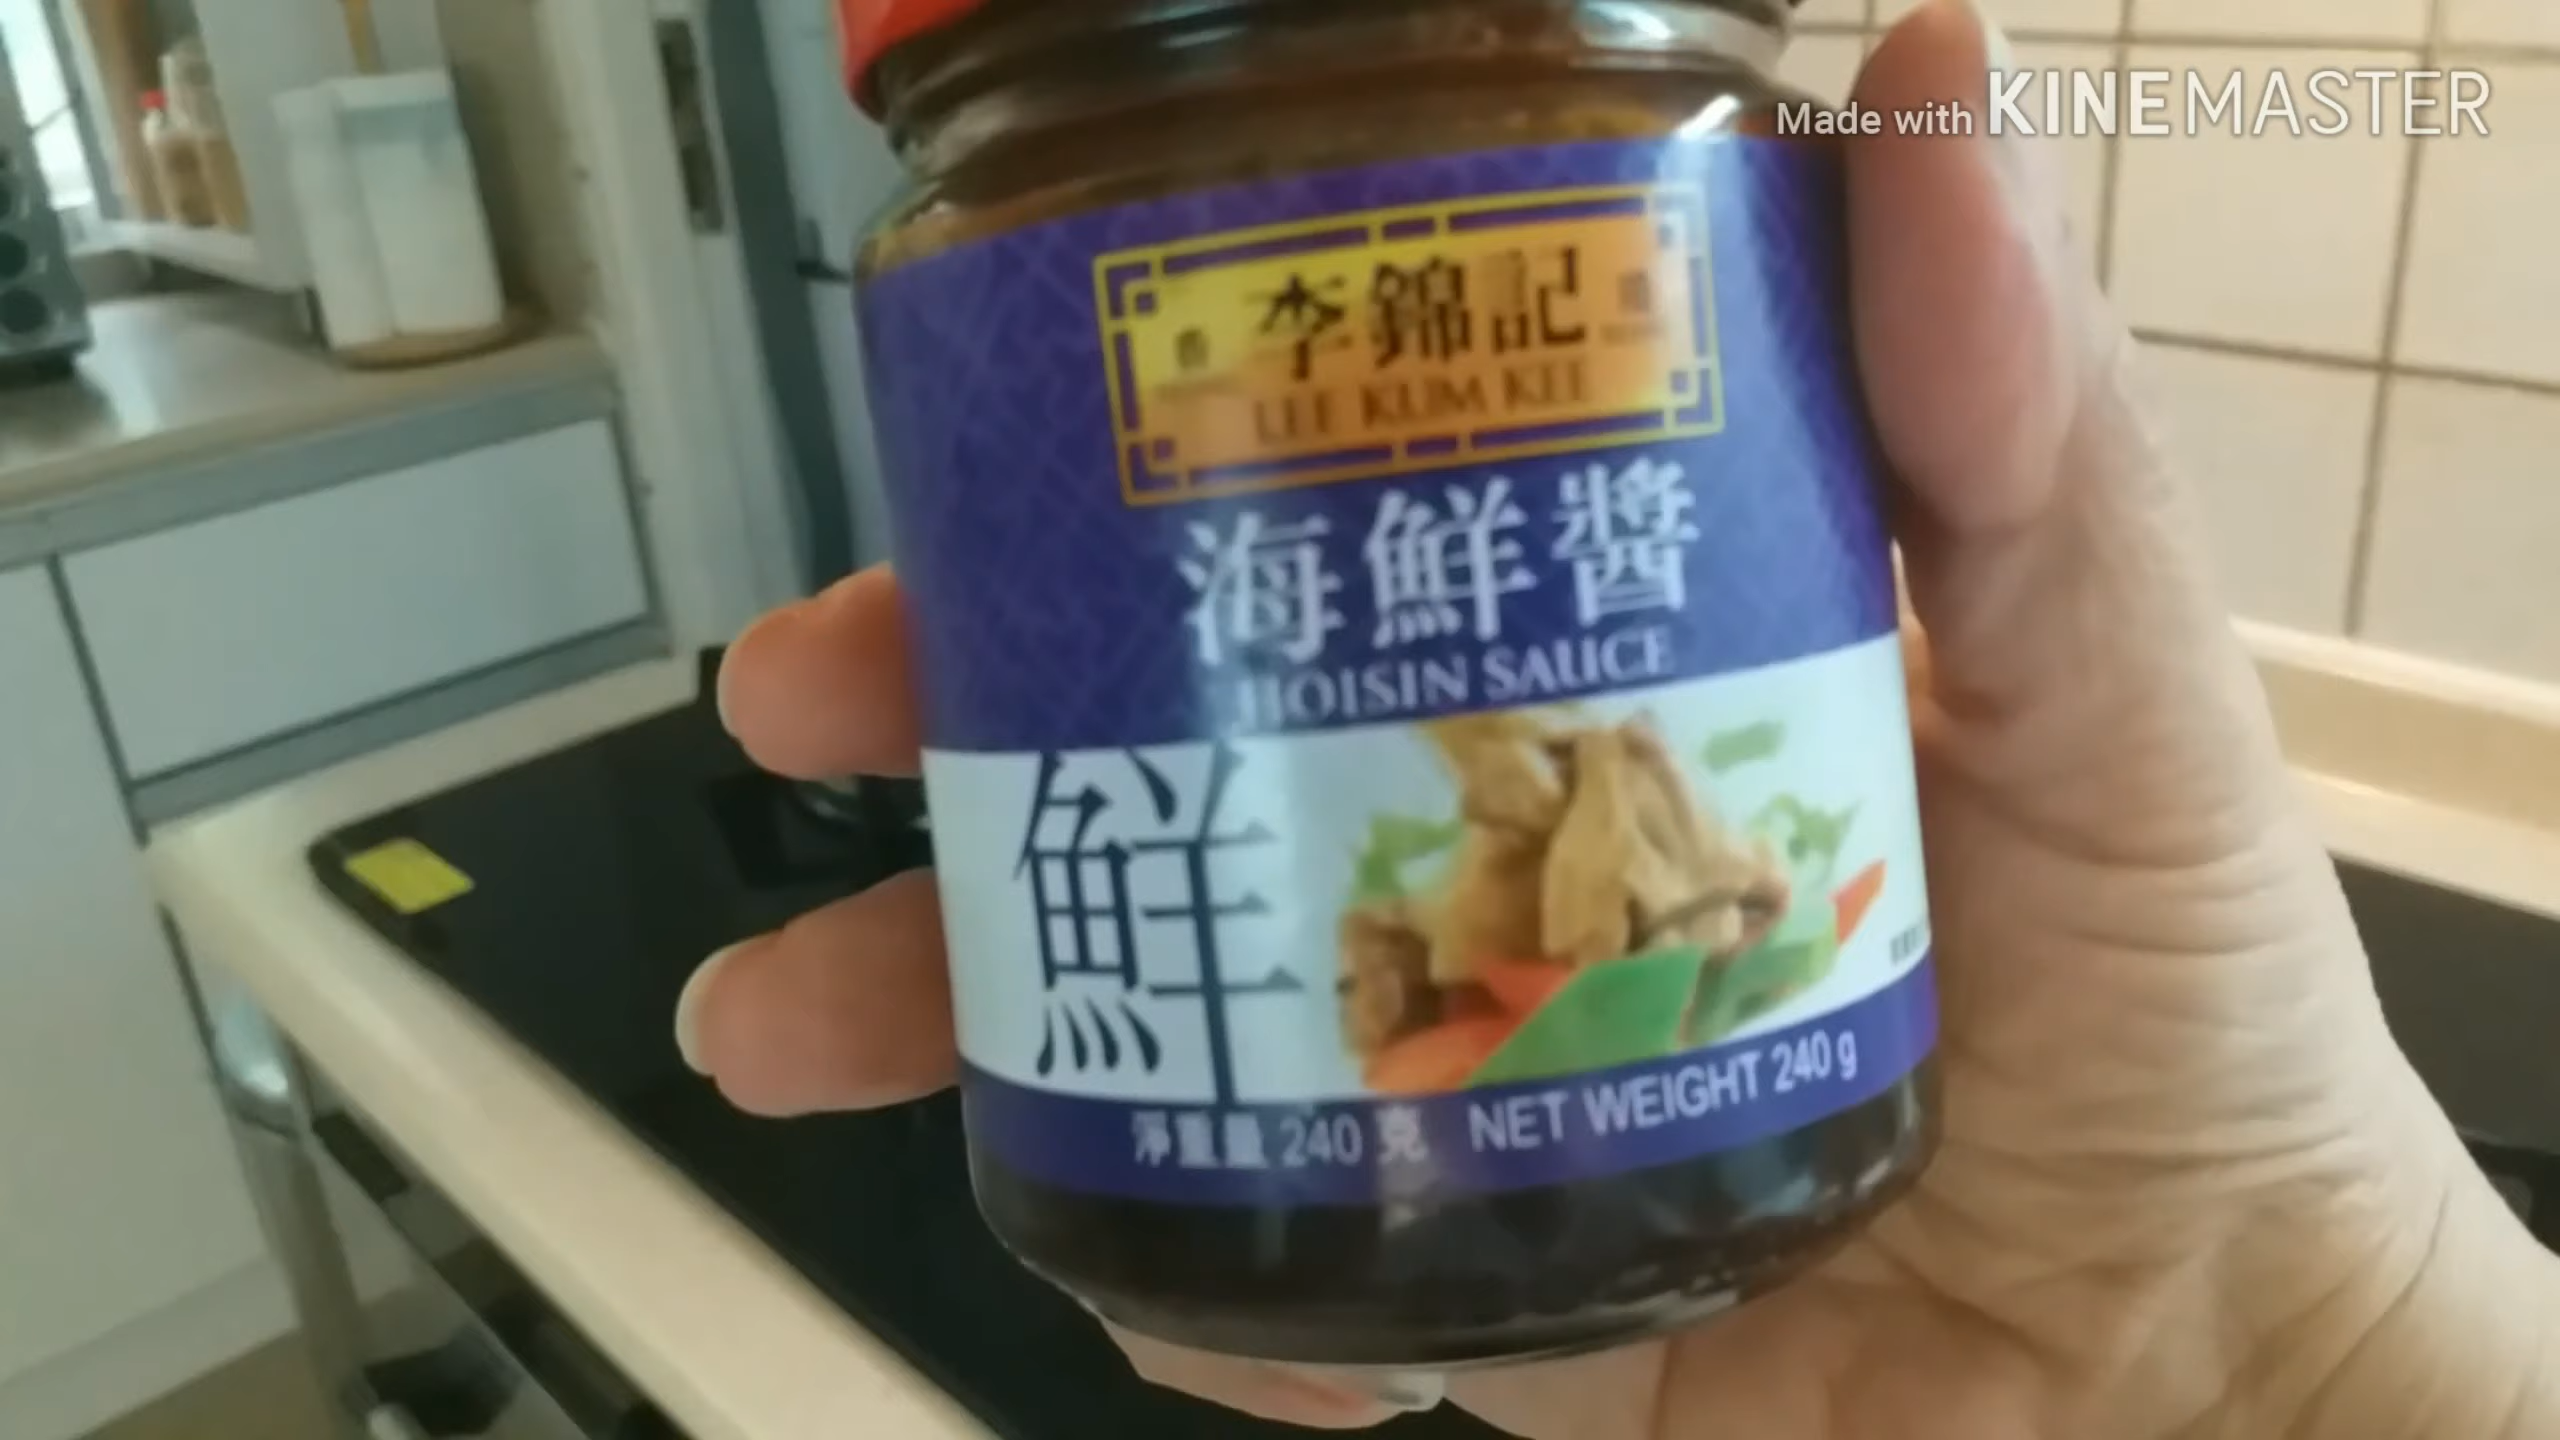 Made with KINEMASTER
李錦記
LEE KUM KEE
海鮮醬
HOISIN SAUCE
鮮
淨重量 240 克 NET WEIGHT 240 g